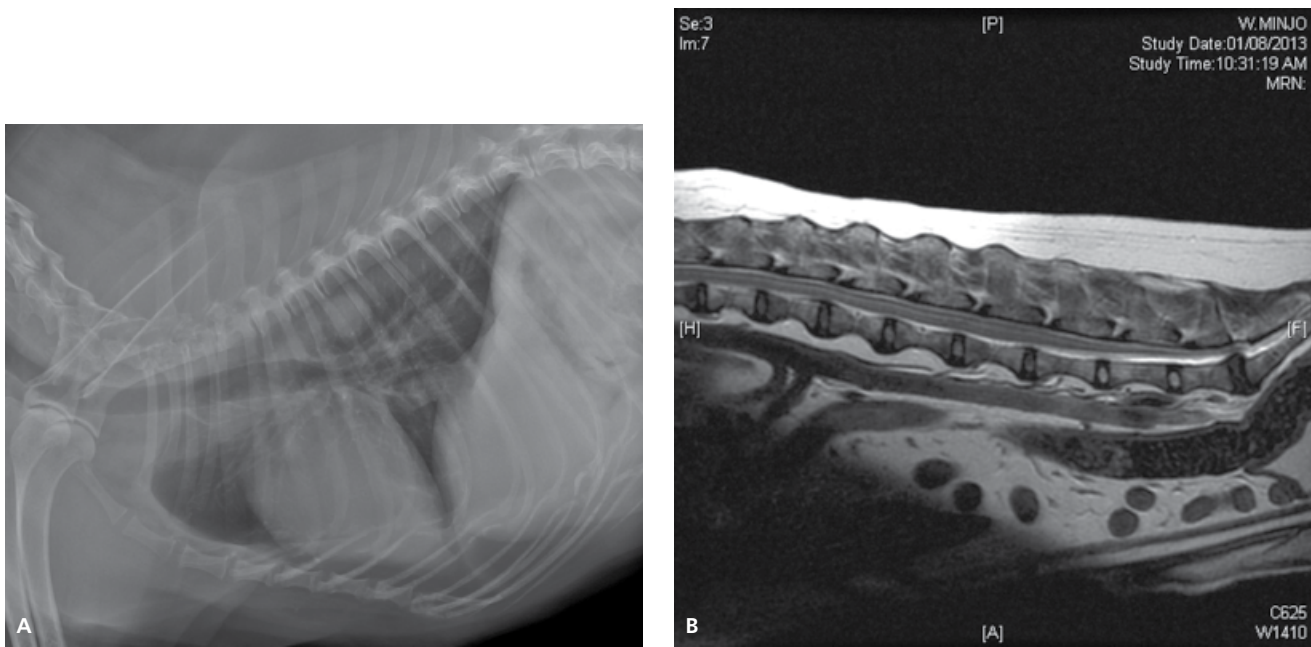 Se:3
Im:7
[P]
W.MINJO
Study Date:01/08/2013
Study Time:10:31:19 AM
MRN:
[H]
[F]
A
B
[A]
C625
W1410